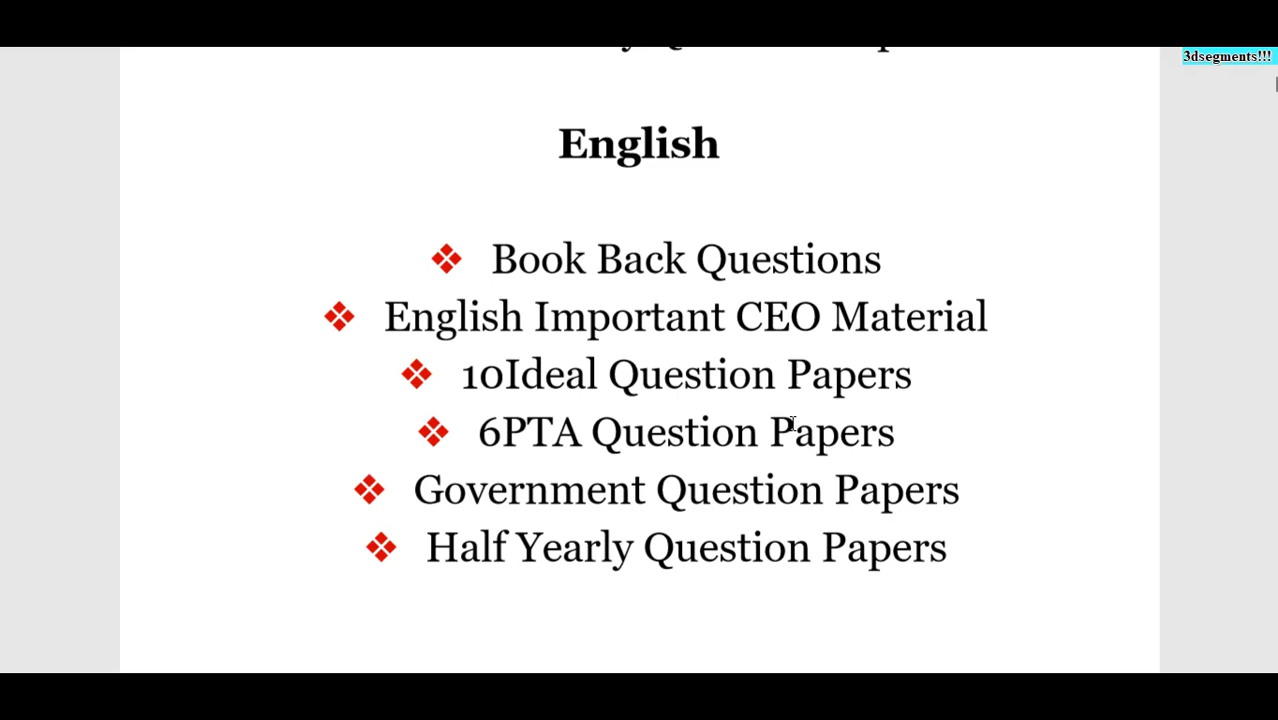 3dsegments!!!
English
Book Back Questions
English Important CEO Material
10Ideal Question Papers
6PTA Question Papers
Government Question Papers
Half Yearly Question Papers